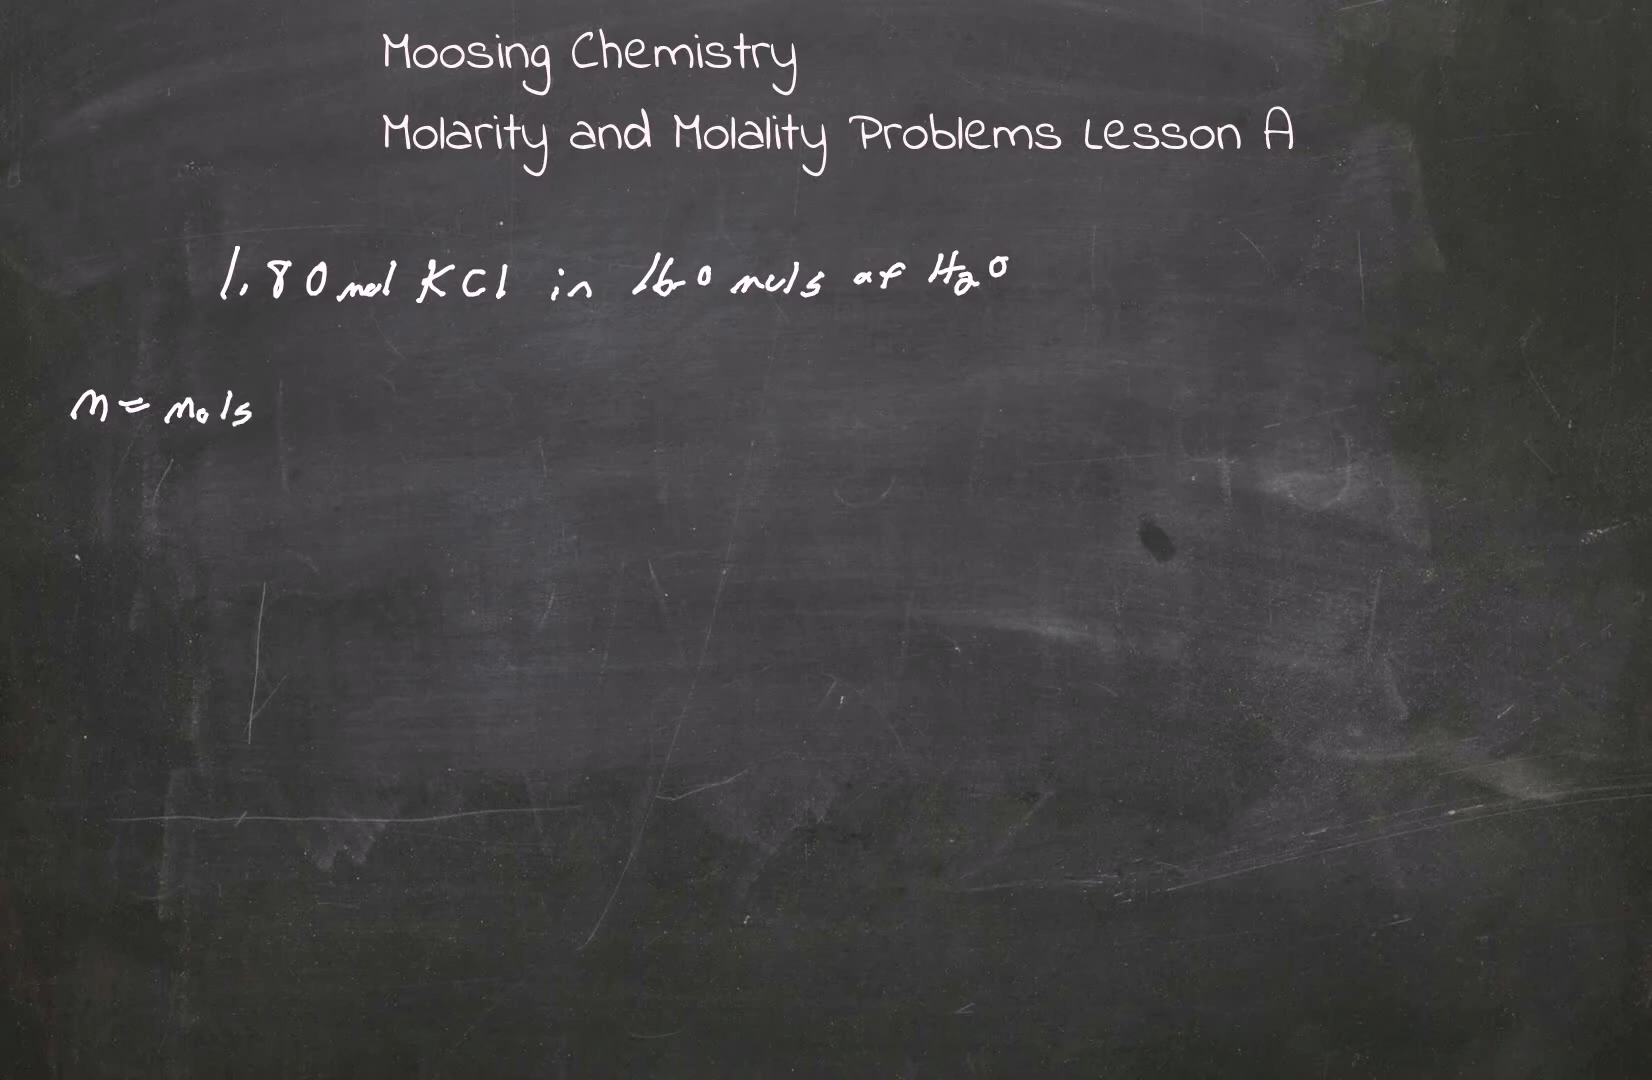 Moosing Chemistry
Molarity and Molality Problems Lesson A
1.80 mol KCl in 16.0 mols of H₂O
m = mols